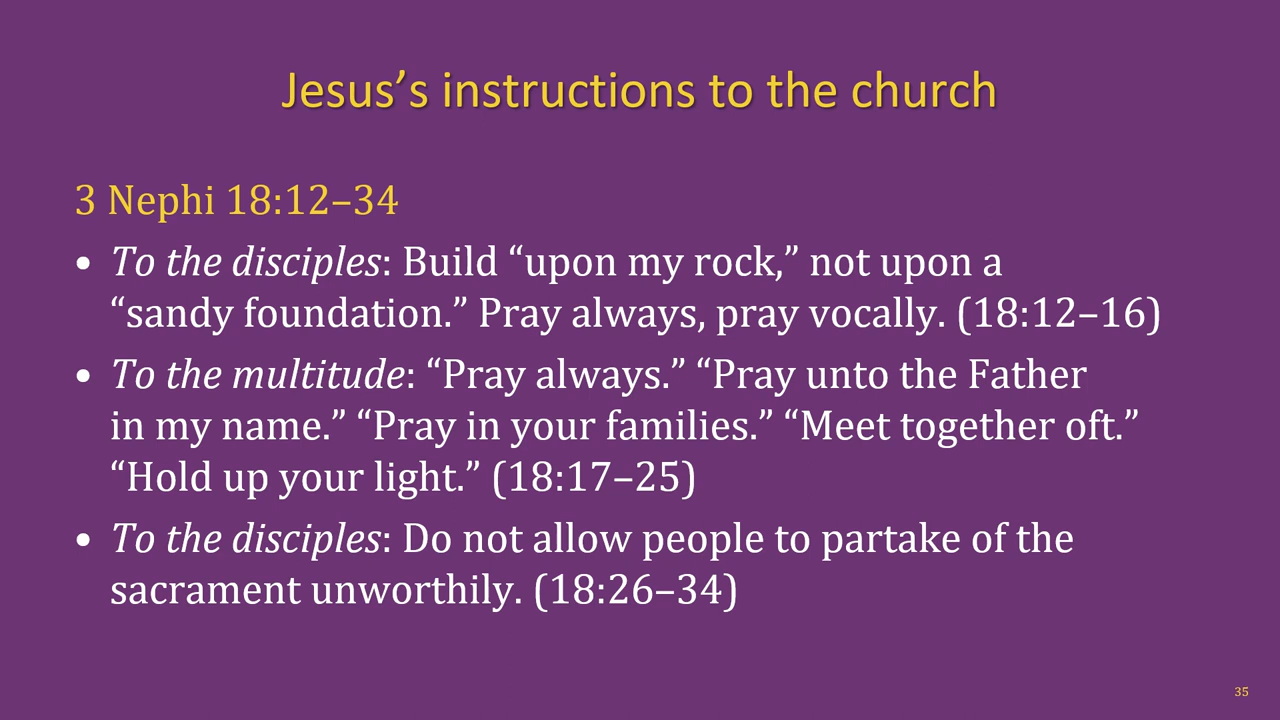 Jesus’s instructions to the church
3 Nephi 18:12–34
• To the disciples: Build “upon my rock,” not upon a
“sandy foundation.” Pray always, pray vocally. (18:12–16)
• To the multitude: “Pray always.” “Pray unto the Father
in my name.” “Pray in your families.” “Meet together oft.”
“Hold up your light.” (18:17–25)
• To the disciples: Do not allow people to partake of the
sacrament unworthily. (18:26–34)
35